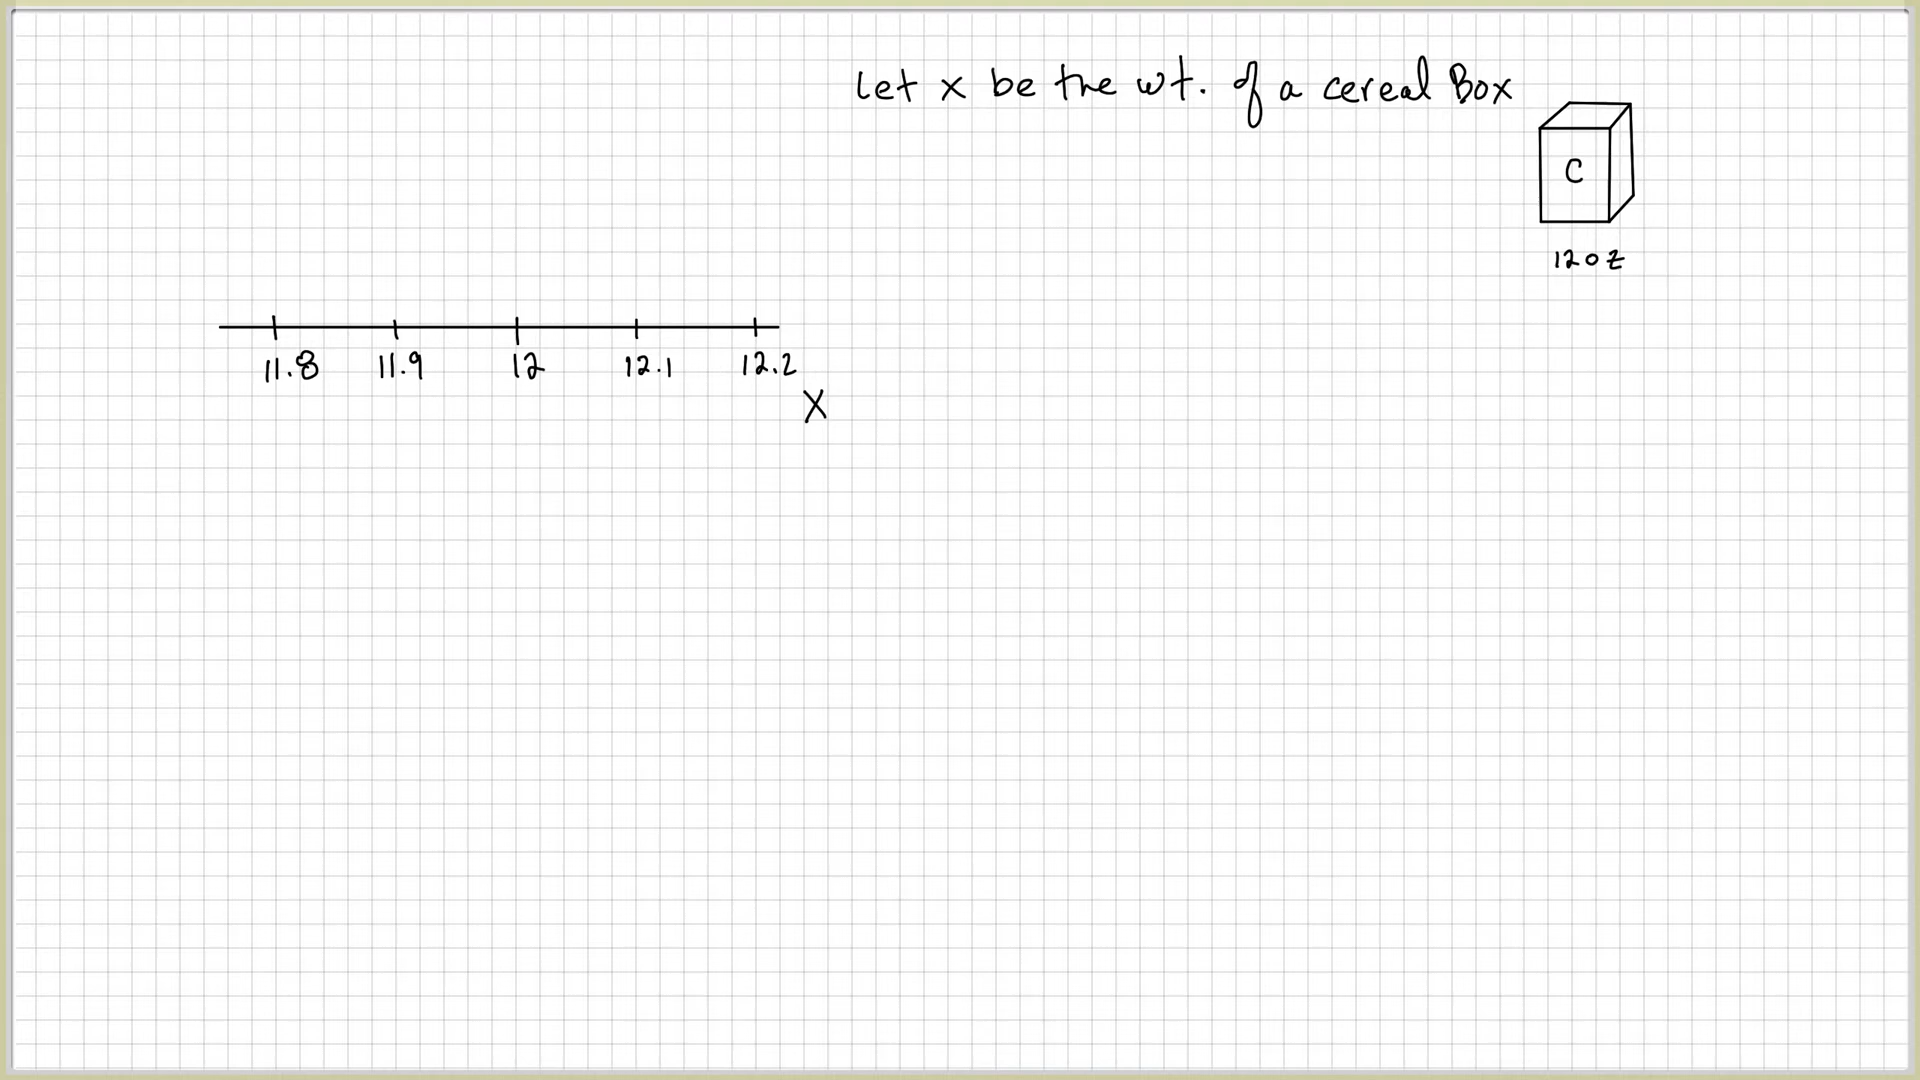 Let x be the wt. of a cereal Box
C
12oz
11.8 11.9 12 12.1 12.2
X